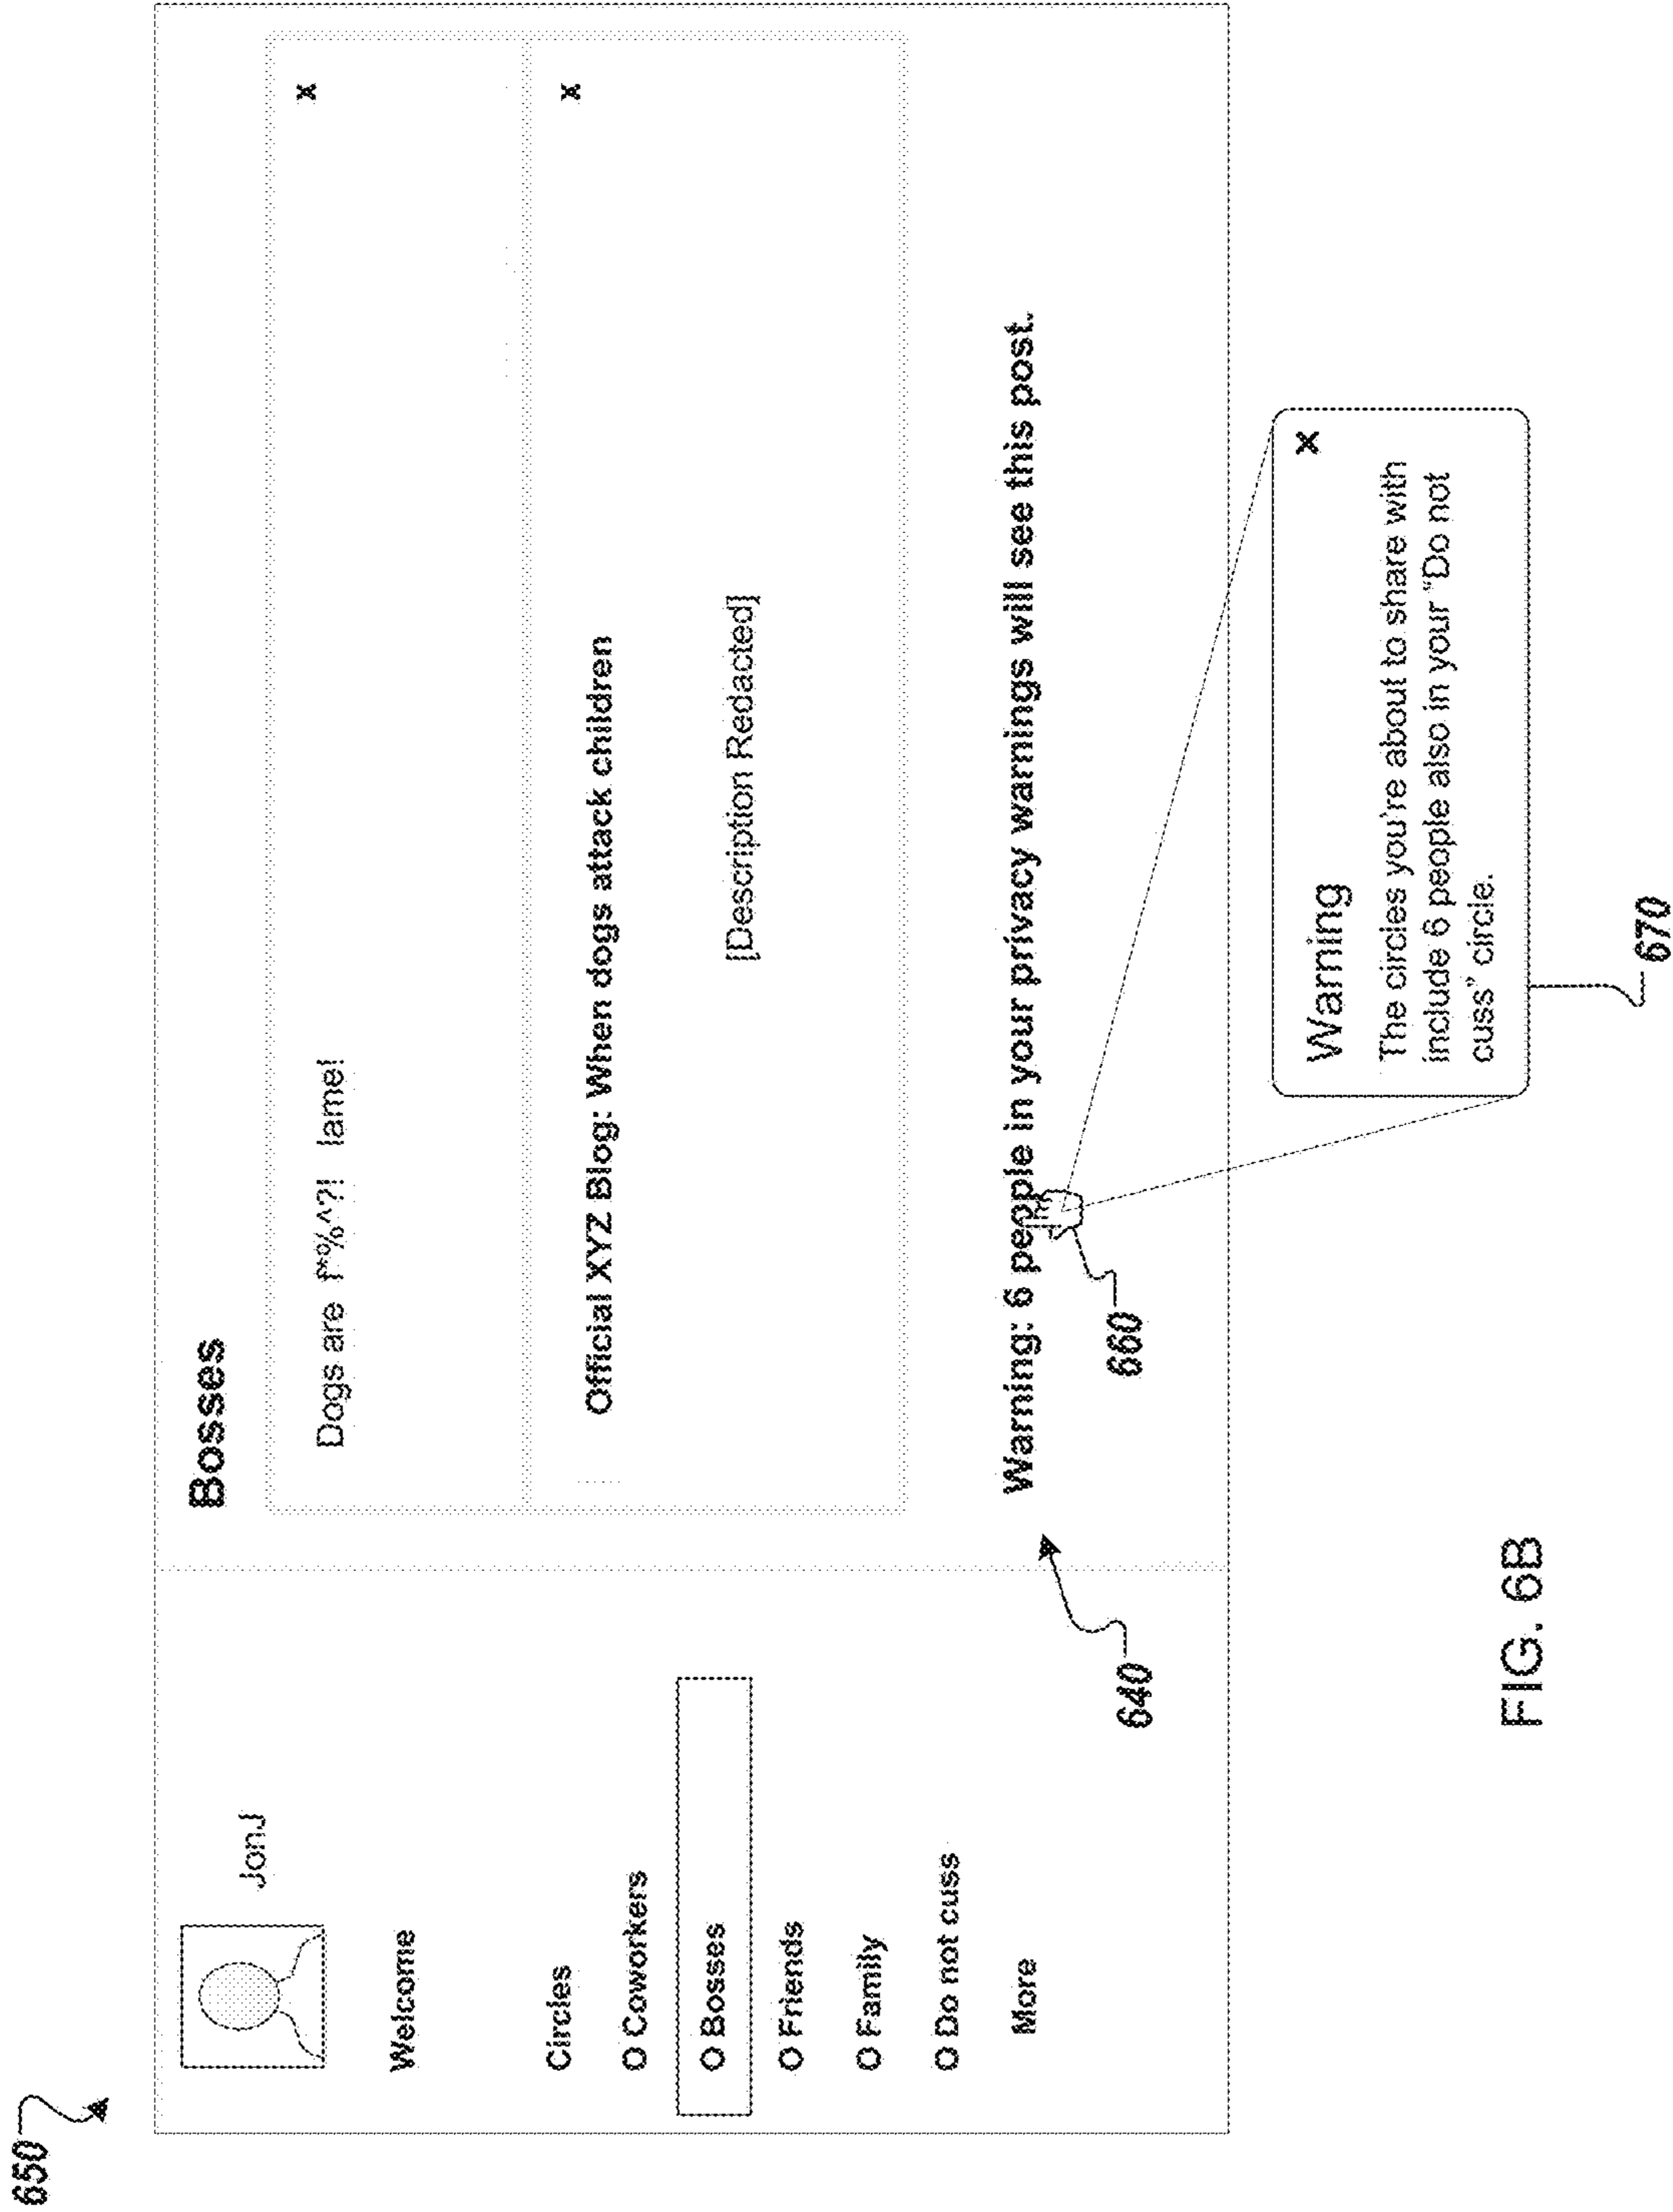 650
JonJ
Welcome
Circles
O Coworkers
O Bosses
O Friends
O Family
O Do not cuss
More
Bosses
Dogs are f*%^?! lame!
x
Official XYZ Blog: When dogs attack children
x
[Description Redacted]
Warning: 6 people in your privacy warnings will see this post.
640
660
Warning
x
The circles you're about to share with
include 6 people also in your "Do not
cuss" circle.
670
FIG. 6B